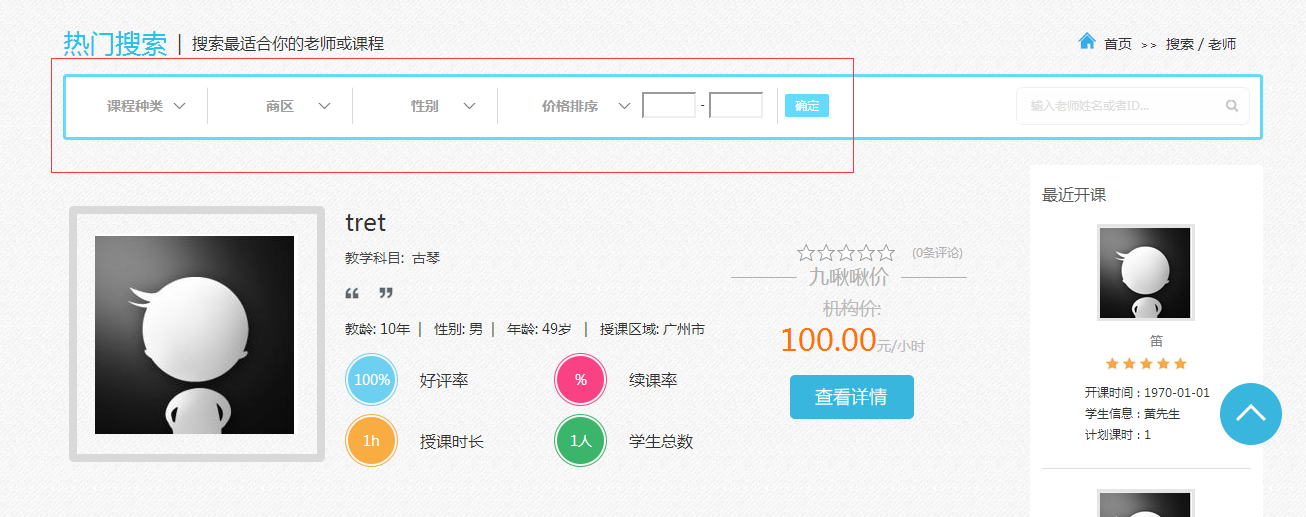 热门搜索 | 搜索最适合你的老师或课程
首页 >> 搜索 / 老师
课程种类 商区 性别 价格排序 - 确定
输入老师姓名或者ID...
tret
教学科目: 古琴
❝ ❞
教龄: 10年 | 性别: 男 | 年龄: 49岁 | 授课区域: 广州市
100% 好评率 % 续课率
1h 授课时长 1人 学生总数
(0条评论)
九啾啾价
机构价:
100.00元/小时
查看详情
最近开课
笛
开课时间 : 1970-01-01
学生信息 : 黄先生
计划课时 : 1